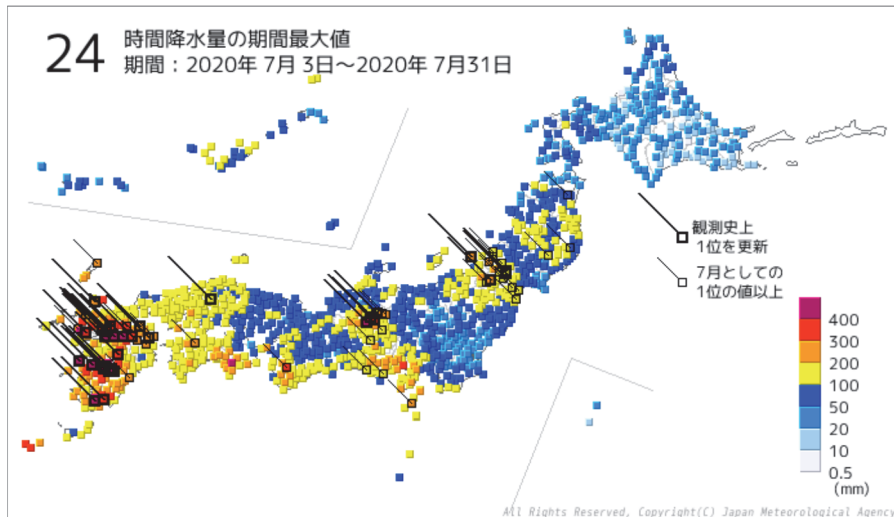 24 時間降水量の期間最大値
期間：2020年 7月 3日～2020年 7月31日
観測史上
1位を更新
7月としての
1位の値以上
400
300
200
100
50
20
10
0.5
(mm)
All Rights Reserved, Copyright(C) Japan Meteorological Agency